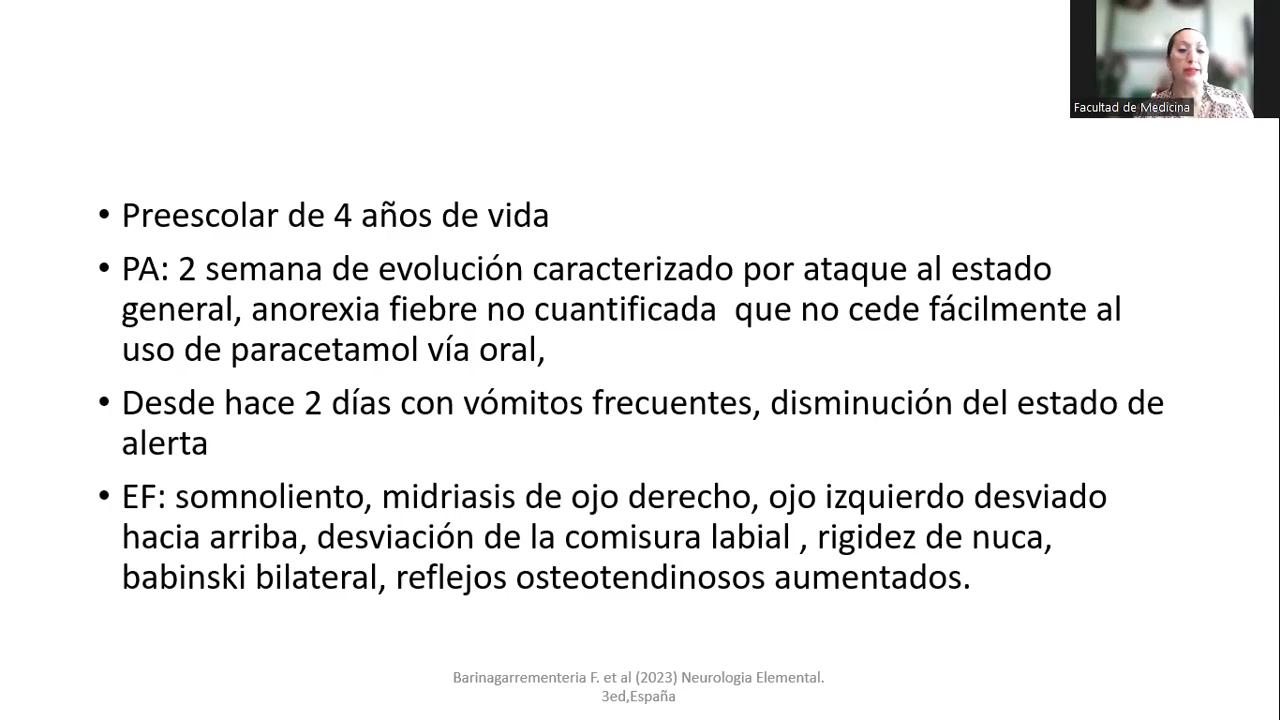 Facultad de Medicina
• Preescolar de 4 años de vida
• PA: 2 semana de evolución caracterizado por ataque al estado
general, anorexia fiebre no cuantificada  que no cede fácilmente al
uso de paracetamol vía oral,
• Desde hace 2 días con vómitos frecuentes, disminución del estado de
alerta
• EF: somnoliento, midriasis de ojo derecho, ojo izquierdo desviado
hacia arriba, desviación de la comisura labial , rigidez de nuca,
babinski bilateral, reflejos osteotendinosos aumentados.
Barinagarrementeria F. et al (2023) Neurologia Elemental.
3ed,España